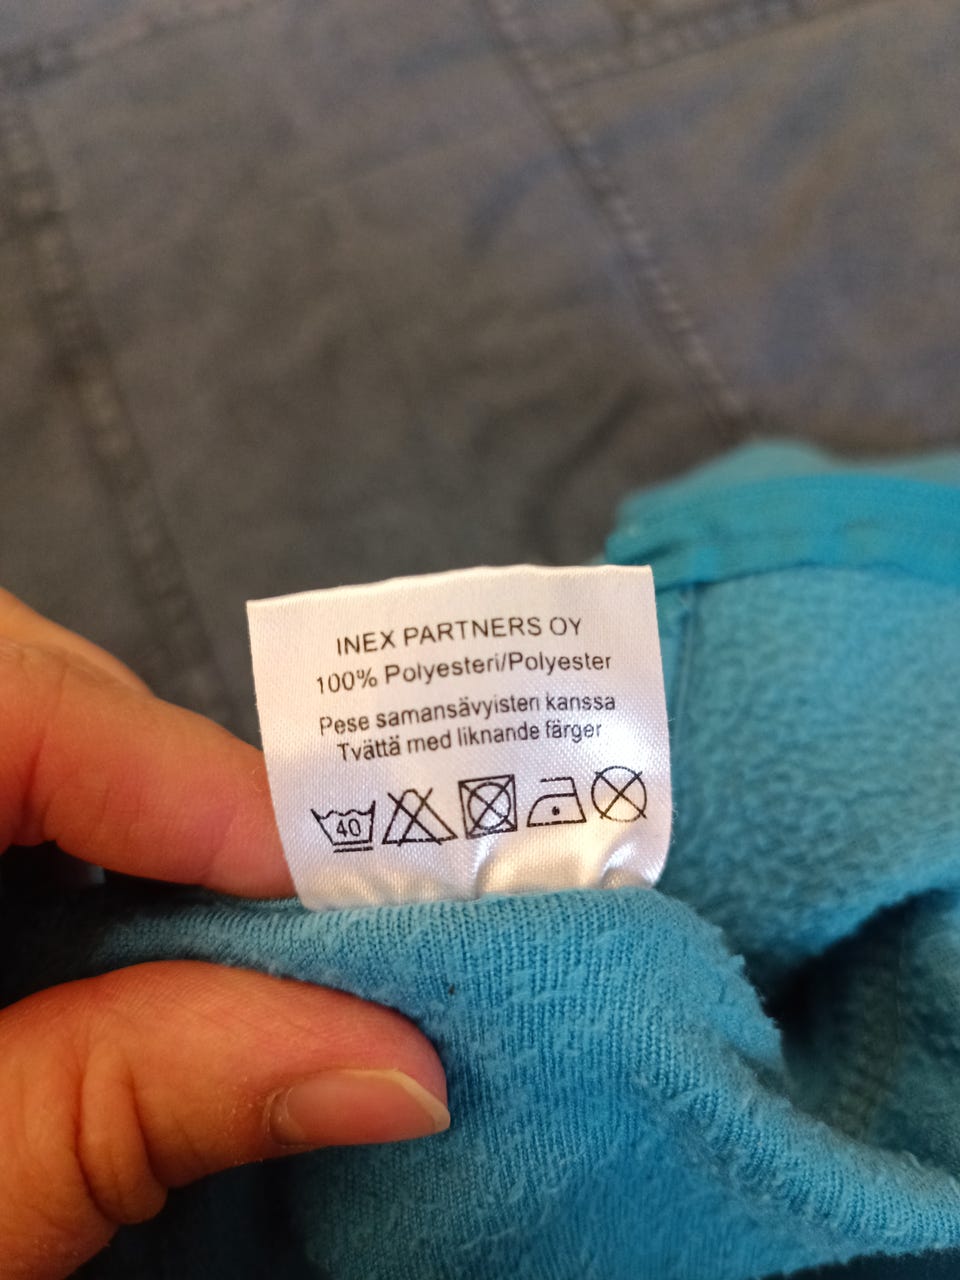 INEX PARTNERS OY
100% Polyesteri/Polyester
Pese samansävyisten kanssa
Tvättä med liknande färger
40